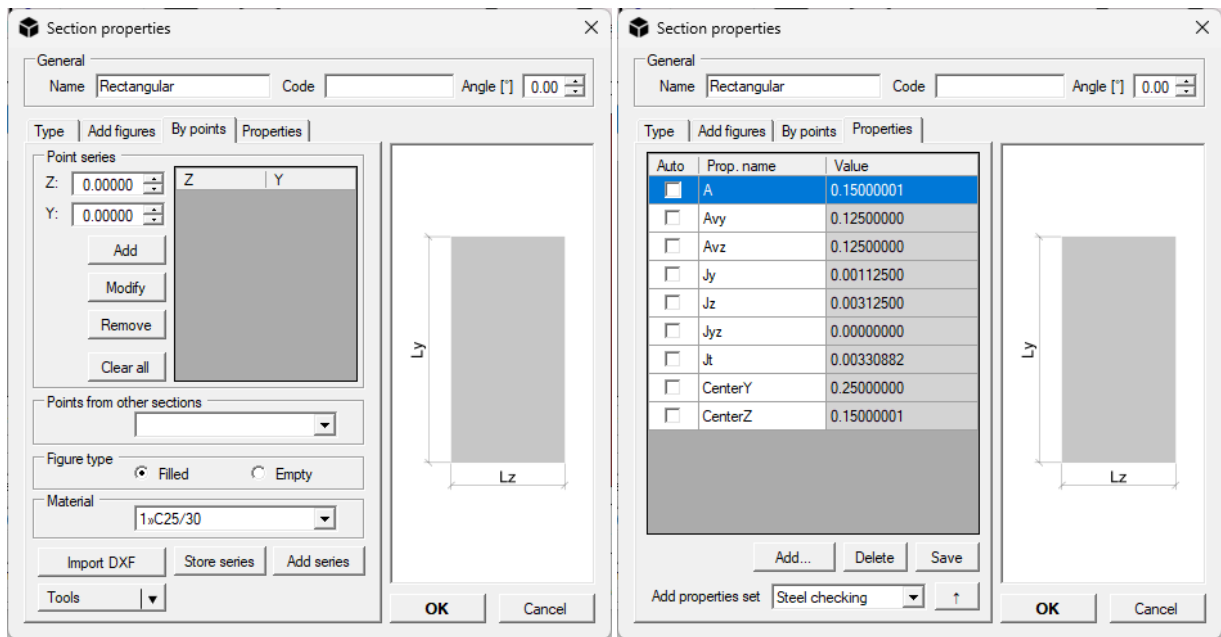 Section properties
General
Name Rectangular Code Angle [°] 0.00
Type Add figures By points Properties
Point series
Z: 0.00000 Z Y
Y: 0.00000
Add
Modify
Remove
Clear all
Points from other sections
Figure type
Filled Empty
Material
1»C25/30
Import DXF Store series Add series
Tools
Ly
Lz
OK Cancel
Section properties
General
Name Rectangular Code Angle [°] 0.00
Type Add figures By points Properties
Auto Prop. name Value
A 0.15000001
Avy 0.12500000
Avz 0.12500000
Jy 0.00112500
Jz 0.00312500
Jyz 0.00000000
Jt 0.00330882
CenterY 0.25000000
CenterZ 0.15000001
Add... Delete Save
Add properties set Steel checking ↑
Ly
Lz
OK Cancel